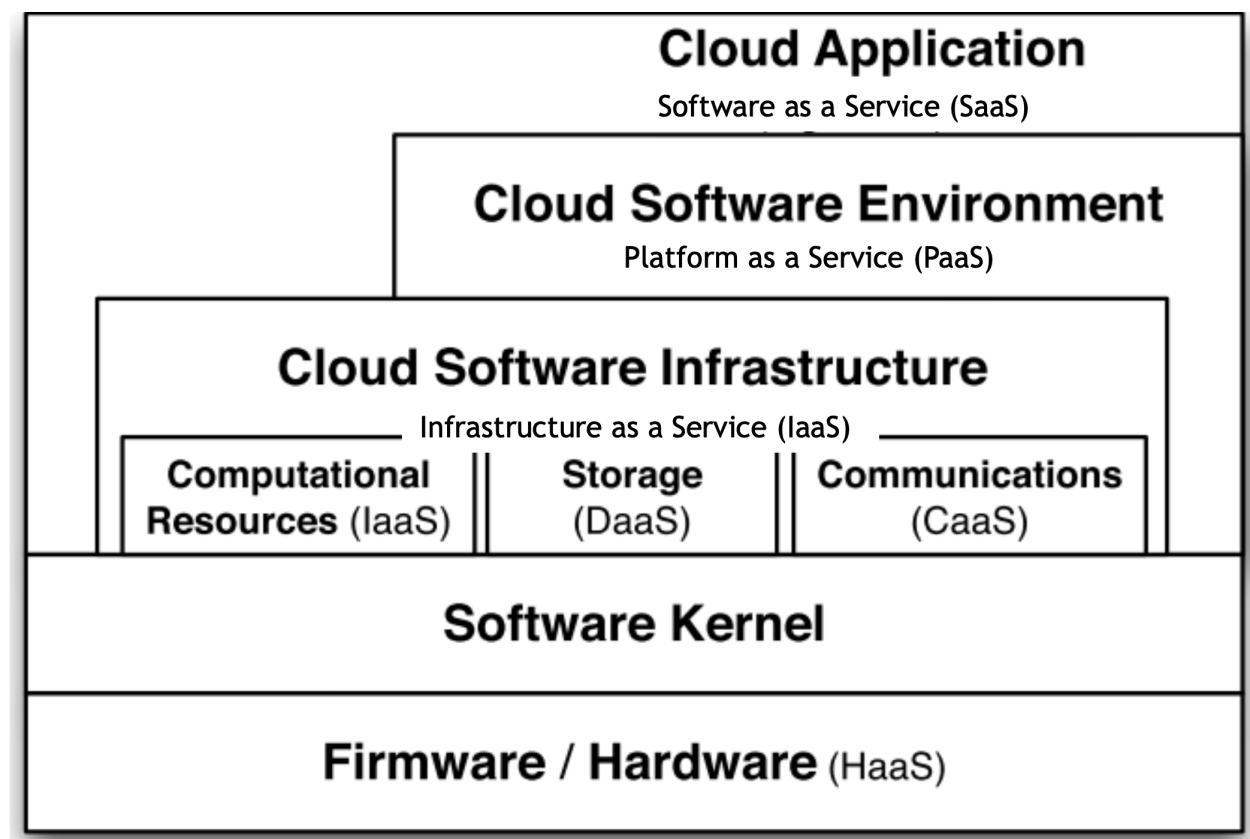 Cloud Application
Software as a Service (SaaS)
Cloud Software Environment
Platform as a Service (PaaS)
Cloud Software Infrastructure
Infrastructure as a Service (IaaS)
Computational
Resources (IaaS)
Storage
(DaaS)
Communications
(CaaS)
Software Kernel
Firmware / Hardware (HaaS)